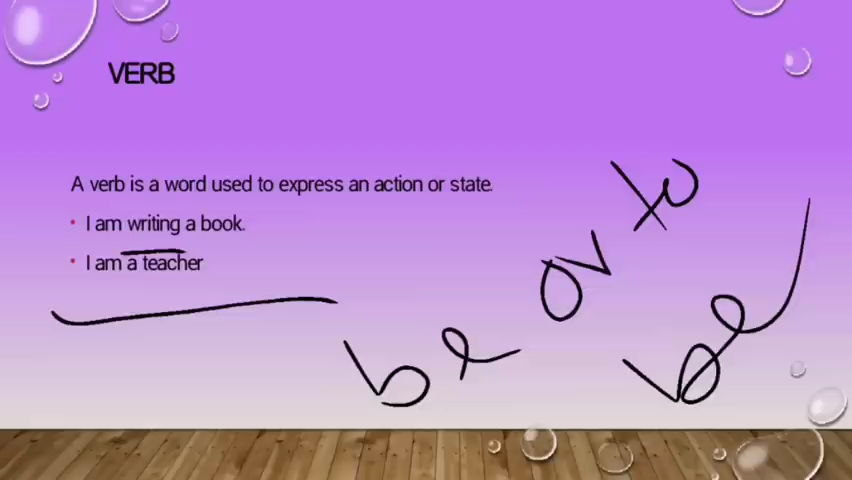 VERB
A verb is a word used to express an action or state.
• I am writing a book.
• I am a teacher
be or to
be